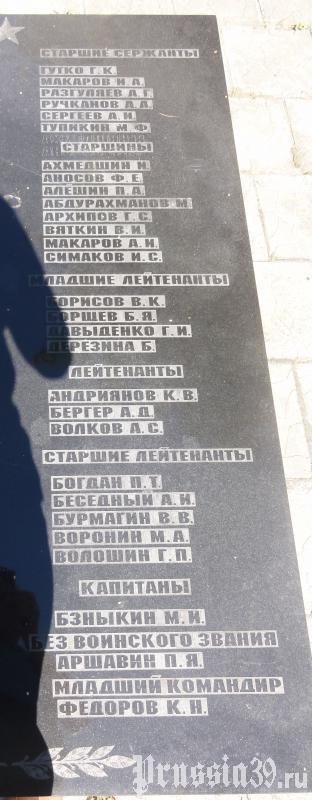 СТАРШИЕ СЕРЖАНТЫ
ГУТКО Г.К.
МАКАРОВ И.А.
РАЗГУЛЯЕВ А.Г.
РУЧКАНОВ А.А.
СЕРГЕЕВ А.И.
ТУПИКИН М.Ф.
СТАРШИНЫ
АХМЕДШИН И.
АНОСОВ Ф.Е.
АЛЕШИН П.А.
АБДУРАХМАНОВ М.
АРХИПОВ Г.С.
ВЯТКИН В.И.
МАКАРОВ А.И.
СИМАКОВ И.С.
МЛАДШИЕ ЛЕЙТЕНАНТЫ
БОРИСОВ В.К.
БОРЩЕВ Б.Я.
ДАВЫДЕНКО Г.И.
ДЕРЕЗИНА Б.
ЛЕЙТЕНАНТЫ
АНДРИЯНОВ К.В.
БЕРГЕР А.Д.
ВОЛКОВ А.С.
СТАРШИЕ ЛЕЙТЕНАНТЫ
БОГДАН П.Т.
БЕСЕДНЫЙ А.И.
БУРМАГИН В.В.
ВОРОНИН М.А.
ВОЛОШИН Г.П.
КАПИТАНЫ
БЗНЫКИН М.И.
БЕЗ ВОИНСКОГО ЗВАНИЯ
АРШАВИН П.Я.
МЛАДШИЙ КОМАНДИР
ФЕДОРОВ К.Н.
Prussia39.ru